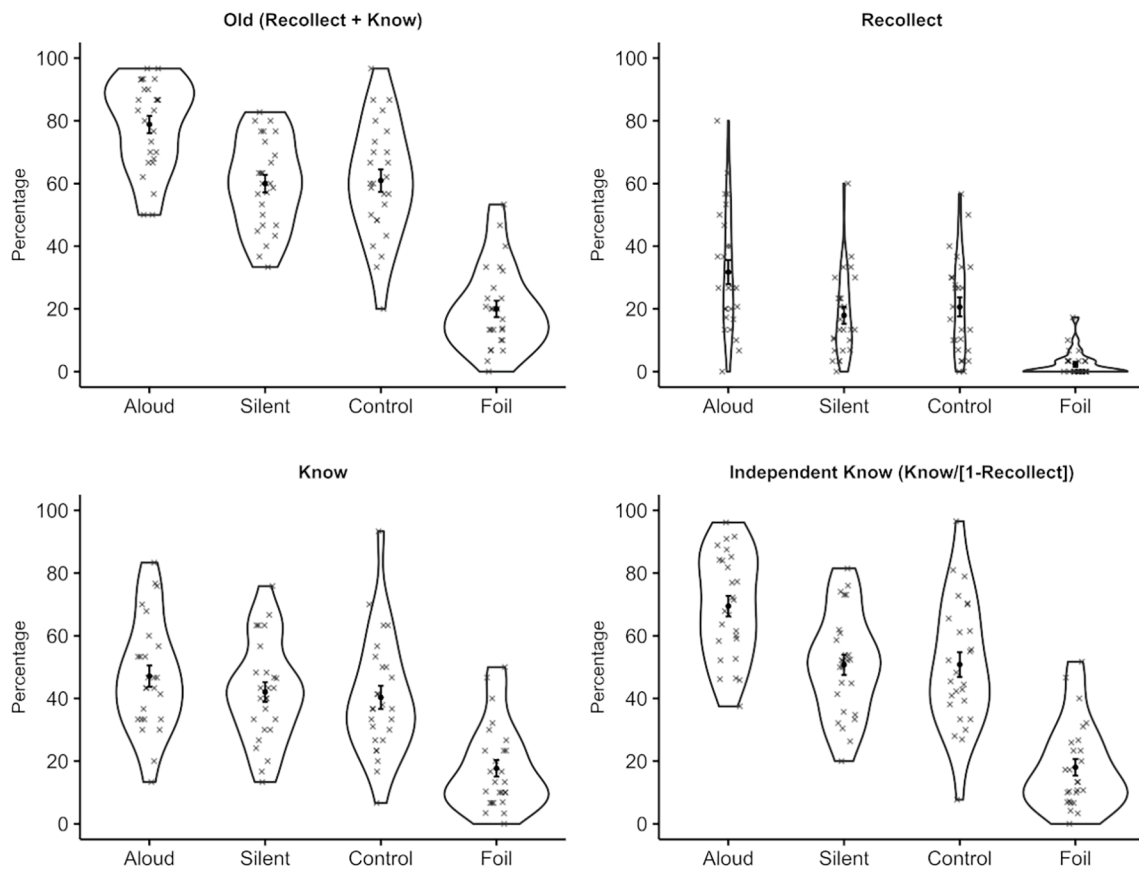 Old (Recollect + Know)
Percentage
100
80
60
40
20
0
Aloud Silent Control Foil
Recollect
Percentage
100
80
60
40
20
0
Aloud Silent Control Foil
Know
Percentage
100
80
60
40
20
0
Aloud Silent Control Foil
Independent Know (Know/[1-Recollect])
Percentage
100
80
60
40
20
0
Aloud Silent Control Foil